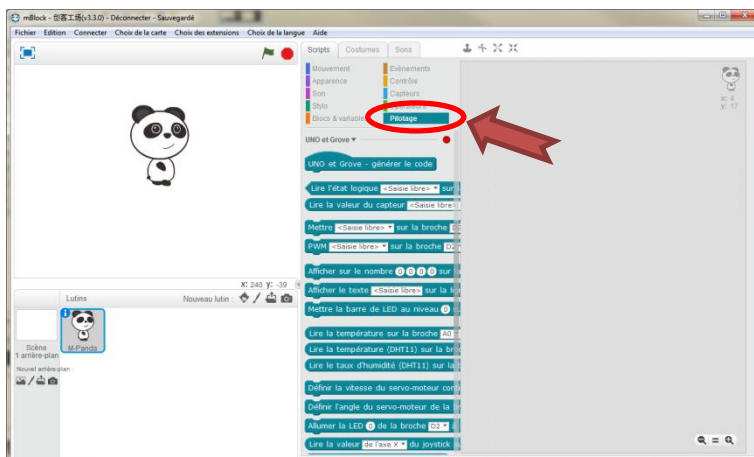 mBlock - 创客工场(v3.3.0) - Déconnecter - Sauvegardé
Fichier Edition Connecter Choix de la carte Choix des extensions Choix de la langue Aide
Scripts Costumes Sons
Mouvement Evènements
Apparence Contrôle
Son Capteurs
Stylo
Blocs & variable Pilotage
x: 4
y: 17
UNO et Grove
UNO et Grove - générer le code
Lire l'état logique <Saisie libre> sur la
Lire la valeur du capteur <Saisie libre>
Mettre <Saisie libre> sur la broche D2
PWM <Saisie libre> sur la broche D2
Afficher sur le nombre 0 0 0 0 sur
Afficher le texte <Saisie libre> sur la
Mettre la barre de LED au niveau 0
Lire la température sur la broche A0
Lire la température (DHT11) sur la
Lire le taux d'humidité (DHT11) sur
Définir la vitesse du servo-moteur
Définir l'angle du servo-moteur de la
Allumer la LED 0 de la broche D2
Lire la valeur de l'axe X du joystick
X: 240 y: -39
Lutins Nouveau lutin :
Scène
1 arrière-plan
M-Panda
Nouvel arrière plan :